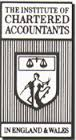 THE INSTITUTE OF
CHARTERED
ACCOUNTANTS
IN ENGLAND & WALES